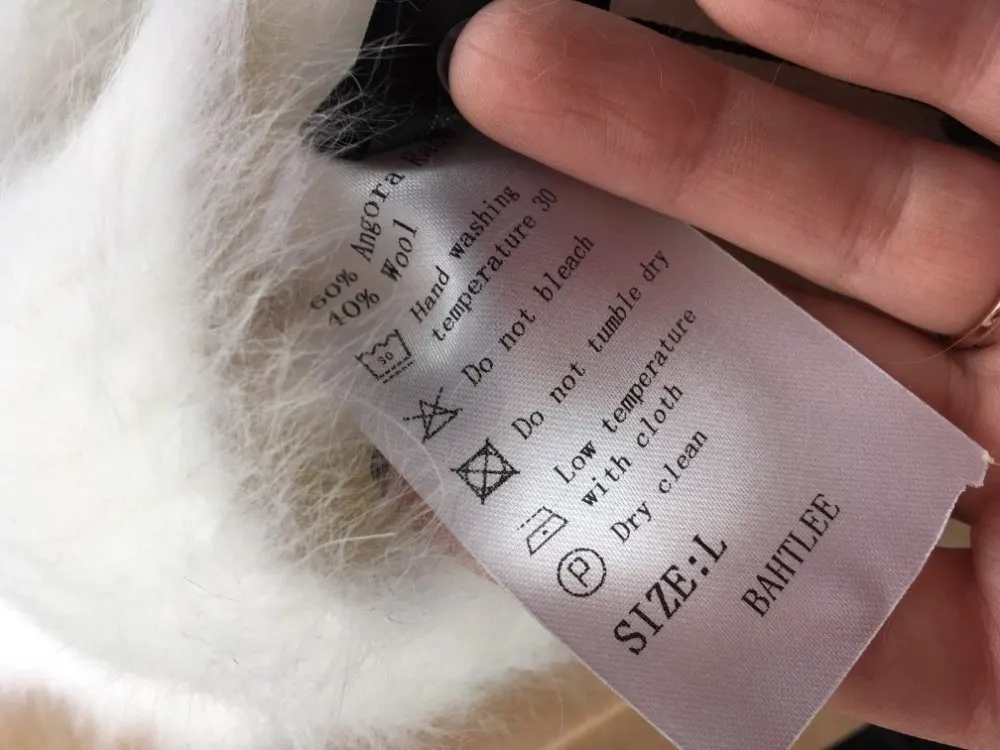 60% Angora
40% Wool
30
Hand washing
temperature 30
Do not bleach
Do not tumble dry
Low temperature
with cloth
P
Dry clean
SIZE:L
BAHTLEE